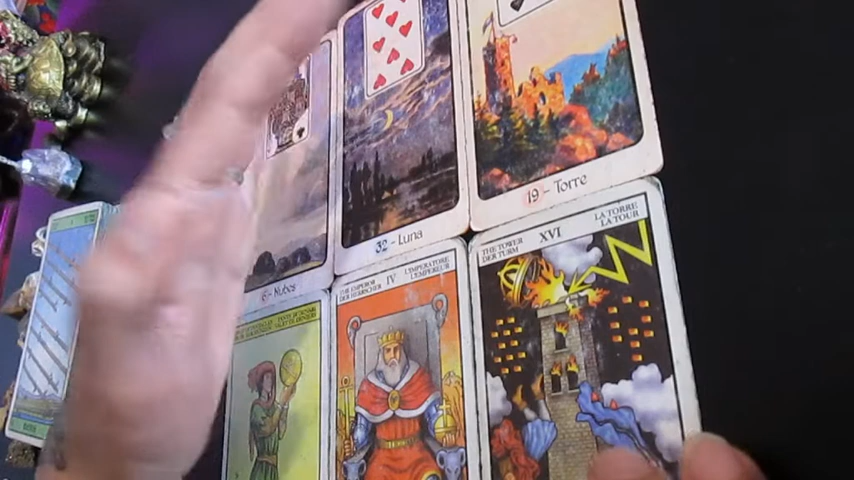 6 - Nubes
32 - Luna
19 - Torre
THE EMPEROR
DER HERRSCHER
IV
L'IMPERATORE
L'EMPEREUR
THE TOWER
DER TURM
XVI
LA TORRE
LA TOUR